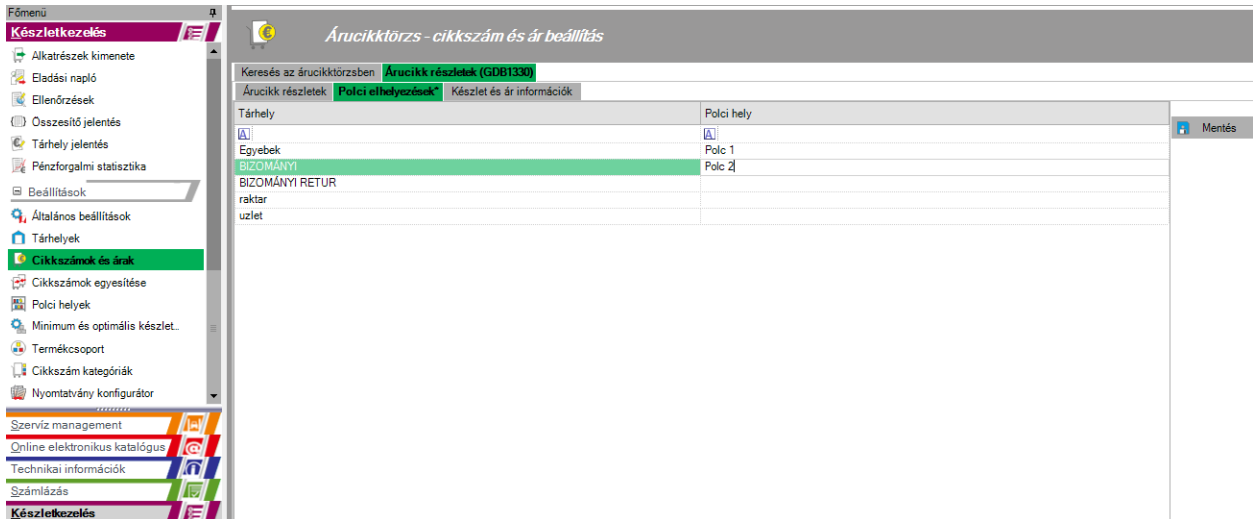 Főmenü
Készletkezelés
Alkatrészek kimenete
Eladási napló
Ellenőrzések
Összesítő jelentés
Tárhely jelentés
Pénzforgalmi statisztika
Beállítások
Általános beállítások
Tárhelyek
Cikkszámok és árak
Cikkszámok egyesítése
Polci helyek
Minimum és optimális készlet..
Termékcsoport
Cikkszám kategóriák
Nyomtatvány konfigurátor
Szervíz management
Online elektronikus katalógus
Technikai információk
Számlázás
Készletkezelés
Árucikktörzs - cikkszám és ár beállítás
Keresés az árucikktörzsben Árucikk részletek (GDB1330)
Árucikk részletek Polci elhelyezések* Készlet és ár információk
Tárhely Polci hely
A A
Egyebek Polc 1
BIZOMÁNYI Polc 2
BIZOMÁNYI RETUR
raktar
uzlet
Mentés